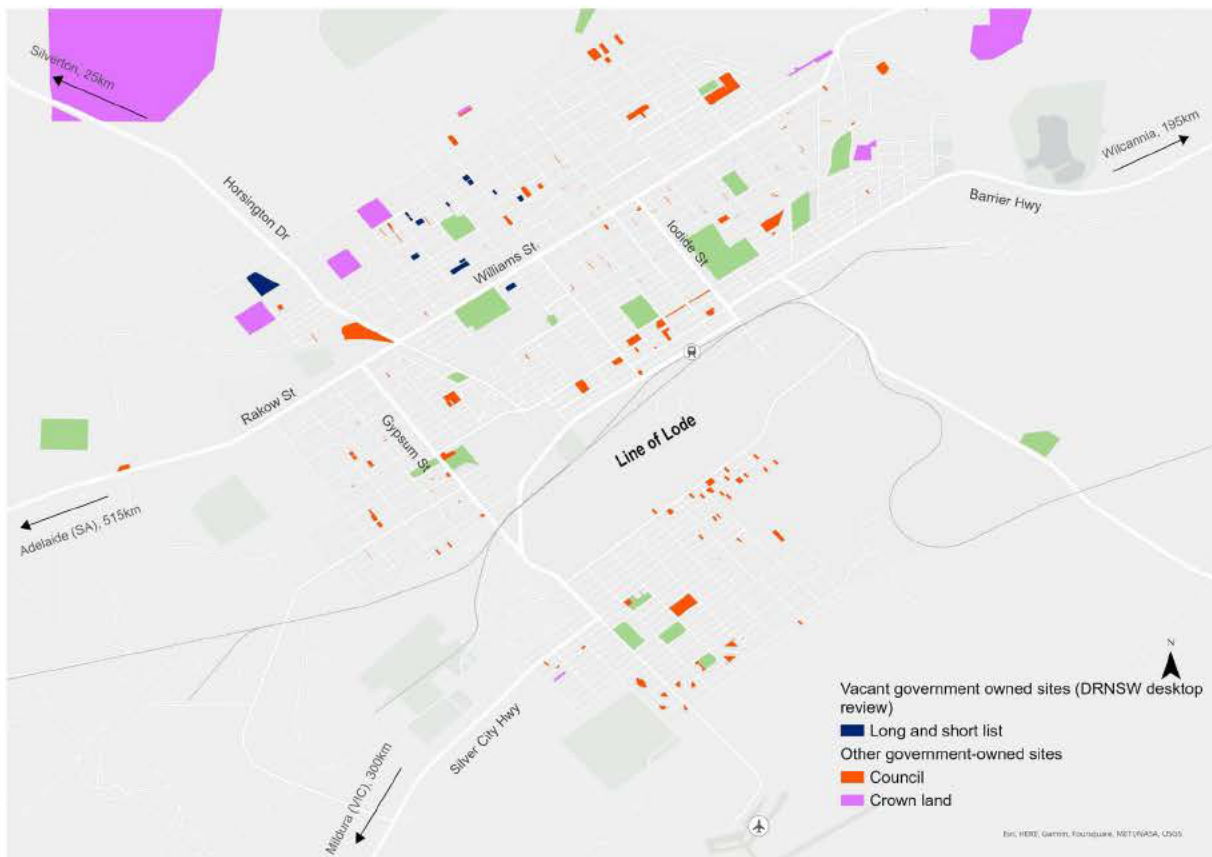 Silverton, 25km
Wilcannia, 195km
Horsington Dr
Barrier Hwy
Iodide St
Williams St
Rakow St
Gypsum St
Line of Lode
Adelaide (SA), 515km
N
Vacant government owned sites (DRNSW desktop
review)
Long and short list
Other government-owned sites
Council
Crown land
Silver City Hwy
Mildura (VIC), 300km
Esri, HERE, Garmin, Foursquare, METI/NASA, USGS